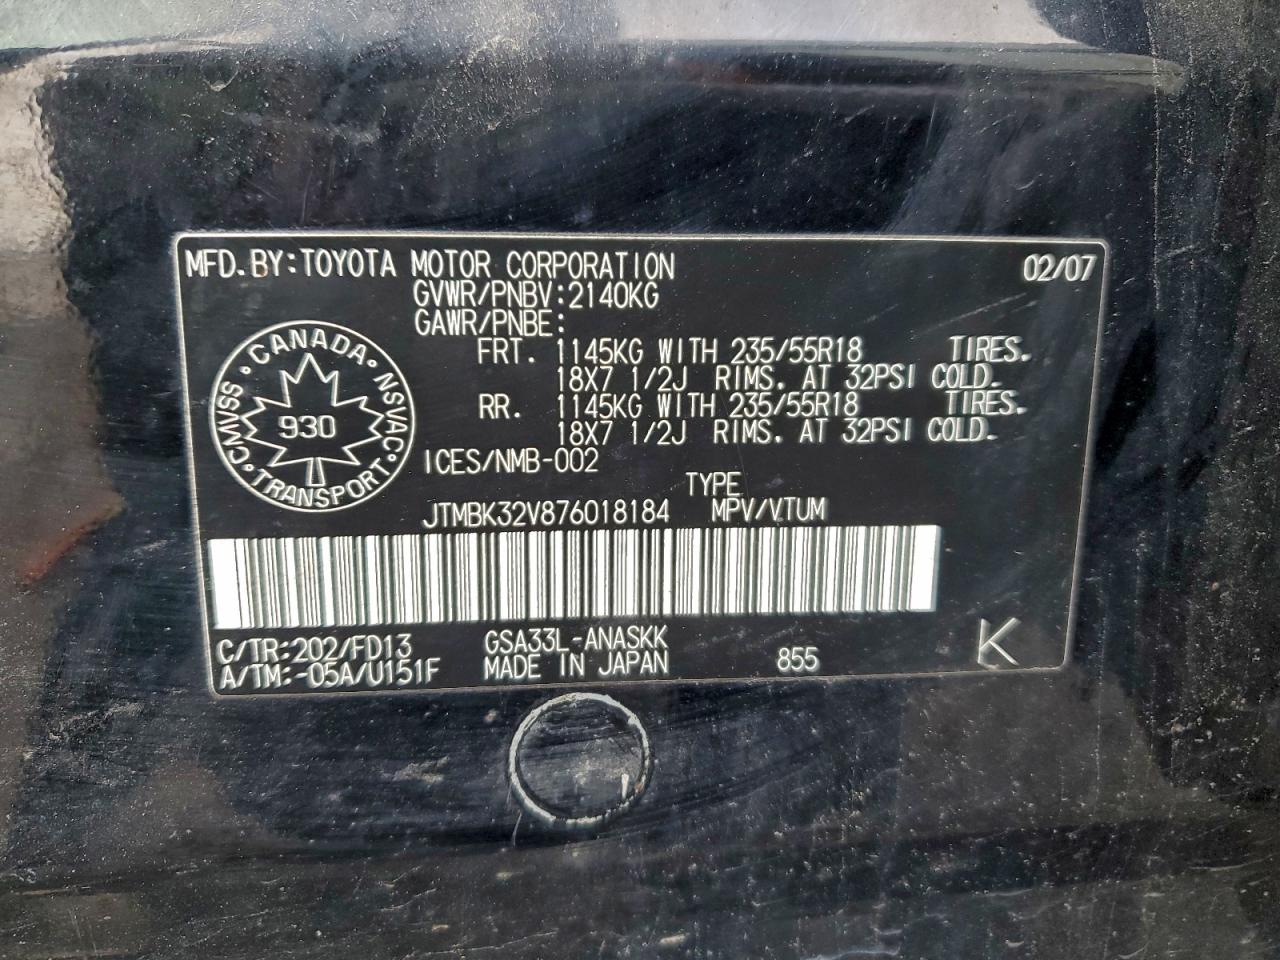 MFD. BY: TOYOTA MOTOR CORPORATION 02/07
GVWR/PNBV:2140KG
GAWR/PNBE:
FRT. 1145KG WITH 235/55R18 TIRES.
18X7 1/2J RIMS. AT 32PSI COLD.
RR. 1145KG WITH 235/55R18 TIRES.
18X7 1/2J RIMS. AT 32PSI COLD.
CANADA
CMVSS NSVAC
930
TRANSPORT
ICES/NMB-002
TYPE
JTMBK32V876018184 MPV/VTUM
C/TR:202/FD13 GSA33L-ANASKK
A/TM:-05A/U151F MADE IN JAPAN 855 K